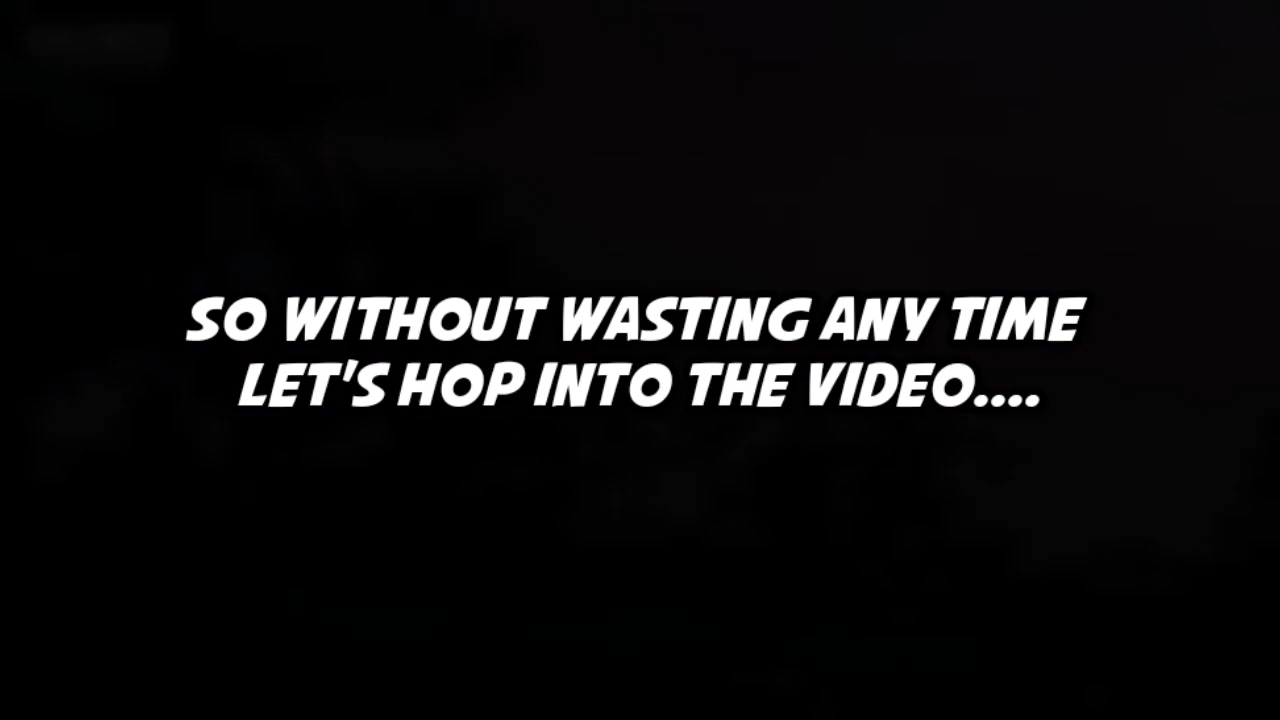 SO WITHOUT WASTING ANY TIME
LET'S HOP INTO THE VIDEO....